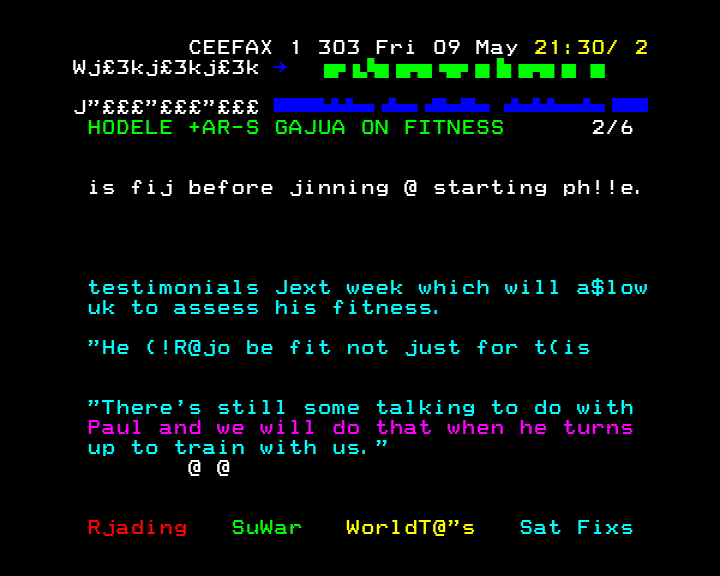 CEEFAX 1 303 Fri 09 May 21:30/ 2
Wj£3kj£3kj£3k →
J"£££"£££"£££
HODELE +AR-S GAJUA ON FITNESS 2/6
is fij before jinning @ starting ph!!e.
testimonials Jext week which will a$low
uk to assess his fitness.
"He (!R@jo be fit not just for t(is
"There's still some talking to do with
Paul and we will do that when he turns
up to train with us."
@ @
Rjading SuWar WorldT@"s Sat Fixs